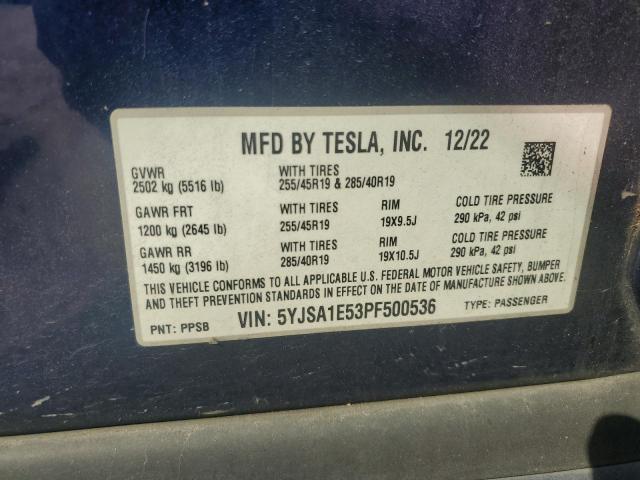 MFD BY TESLA, INC. 12/22
GVWR
2502 kg (5516 lb)
WITH TIRES
255/45R19 & 285/40R19
GAWR FRT
1200 kg (2645 lb)
WITH TIRES
255/45R19
RIM
19X9.5J
COLD TIRE PRESSURE
290 kPa, 42 psi
GAWR RR
1450 kg (3196 lb)
WITH TIRES
285/40R19
RIM
19X10.5J
COLD TIRE PRESSURE
290 kPa, 42 psi
THIS VEHICLE CONFORMS TO ALL APPLICABLE U.S. FEDERAL MOTOR VEHICLE SAFETY, BUMPER
AND THEFT PREVENTION STANDARDS IN EFFECT ON THE DATE OF MANUFACTURE SHOWN ABOVE.
PNT: PPSB VIN: 5YJSA1E53PF500536 TYPE: PASSENGER